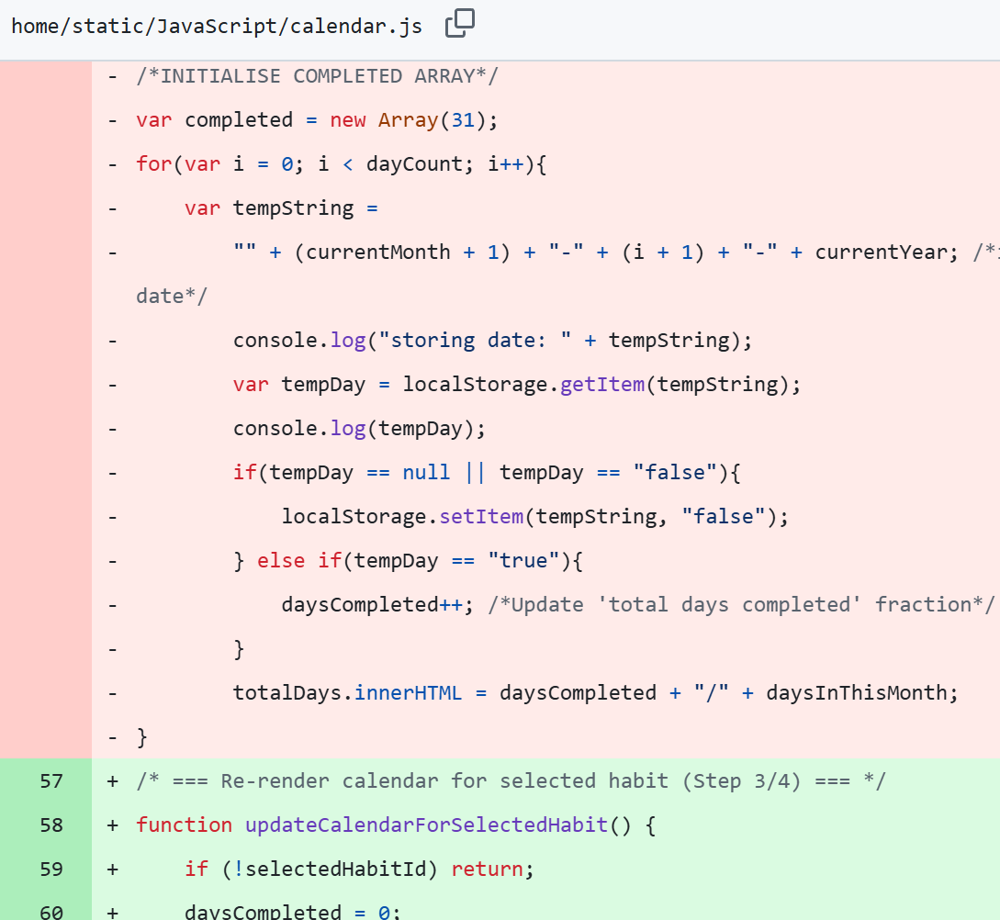 home/static/JavaScript/calendar.js
- /*INITIALISE COMPLETED ARRAY*/
- var completed = new Array(31);
- for(var i = 0; i < dayCount; i++){
-     var tempString =
-         "" + (currentMonth + 1) + "-" + (i + 1) + "-" + currentYear; /*
date*/
-         console.log("storing date: " + tempString);
-         var tempDay = localStorage.getItem(tempString);
-         console.log(tempDay);
-         if(tempDay == null || tempDay == "false"){
-             localStorage.setItem(tempString, "false");
-         } else if(tempDay == "true"){
-             daysCompleted++; /*Update 'total days completed' fraction*/
-         }
-         totalDays.innerHTML = daysCompleted + "/" + daysInThisMonth;
- }
57 + /* === Re-render calendar for selected habit (Step 3/4) === */
58 + function updateCalendarForSelectedHabit() {
59 +     if (!selectedHabitId) return;
60 +     daysCompleted = 0;